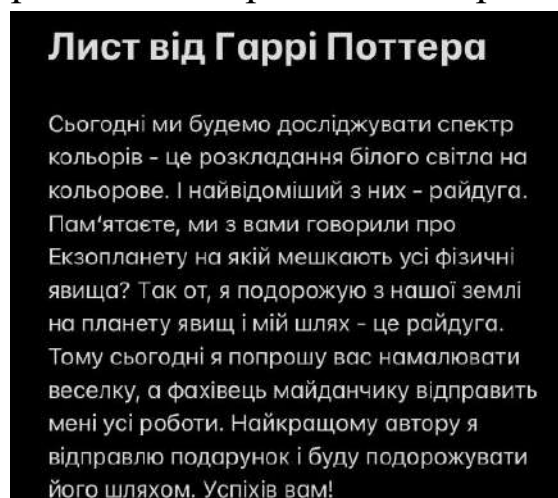 Лист від Гаррі Поттера
Сьогодні ми будемо досліджувати спектр
кольорів - це розкладання білого світла на
кольорове. І найвідоміший з них - райдуга.
Пам'ятаєте, ми з вами говорили про
Екзопланету на якій мешкають усі фізичні
явища? Так от, я подорожую з нашої землі
на планету явищ і мій шлях - це райдуга.
Тому сьогодні я попрошу вас намалювати
веселку, а фахівець майданчику відправить
мені усі роботи. Найкращому автору я
відправлю подарунок і буду подорожувати
його шляхом. Успіхів вам!